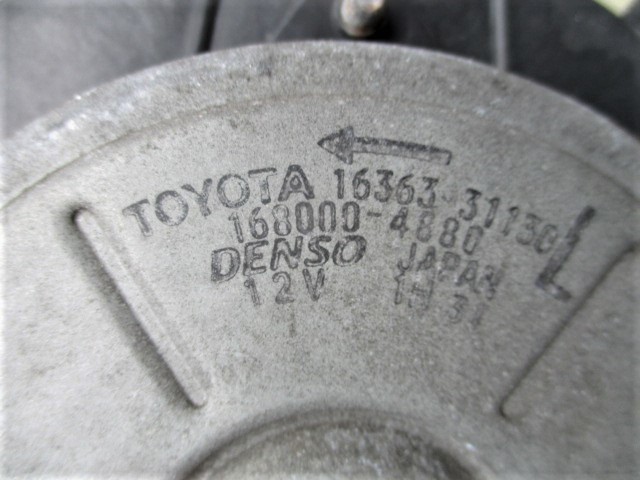 TOYOTA 16363-31130 L
168000-4880
DENSO JAPAN
12V